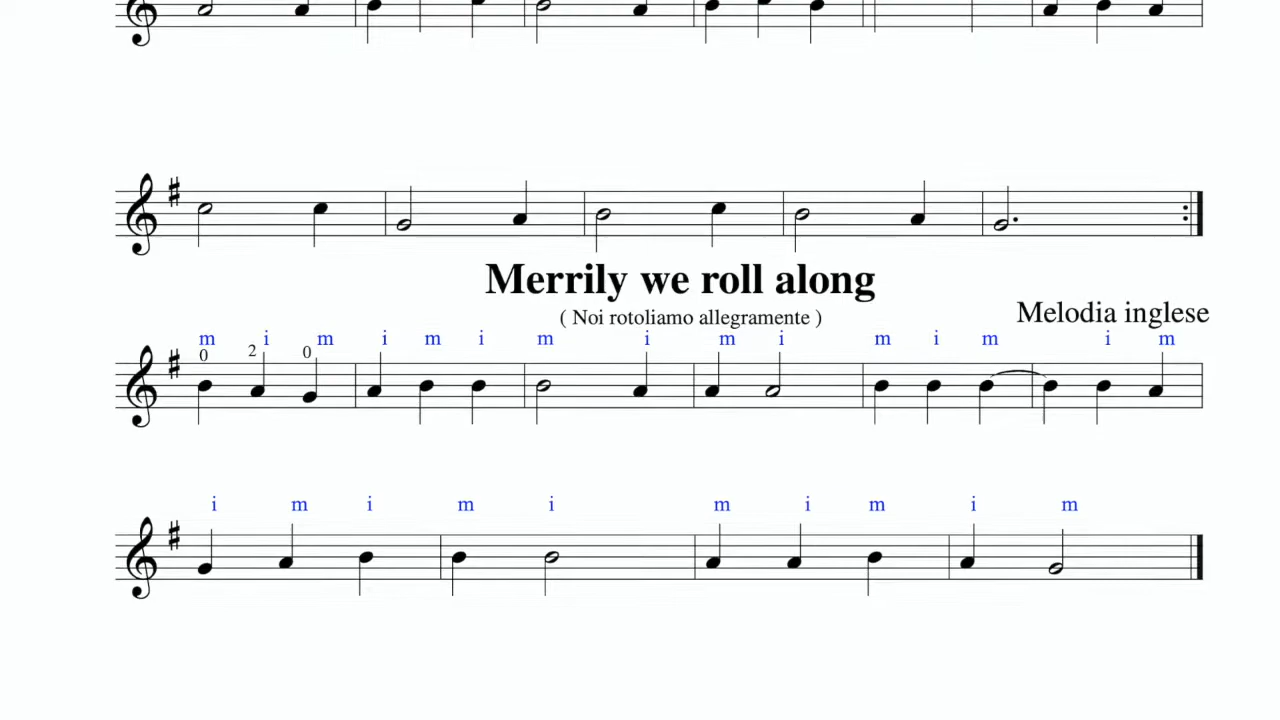 Merrily we roll along
( Noi rotoliamo allegramente )
Melodia inglese
m i m i m i m i m i m i m i m
0 2 0
i m i m i m i m i m